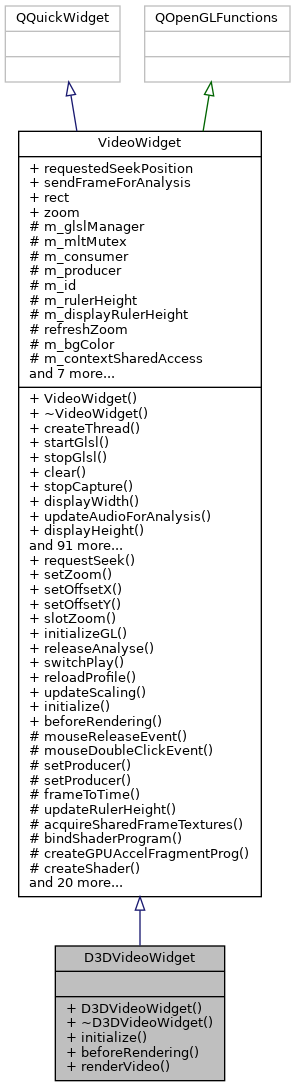 QQuickWidget
QOpenGLFunctions
VideoWidget
+ requestedSeekPosition
+ sendFrameForAnalysis
+ rect
+ zoom
# m_glslManager
# m_mltMutex
# m_consumer
# m_producer
# m_id
# m_rulerHeight
# m_displayRulerHeight
# refreshZoom
# m_bgColor
# m_contextSharedAccess
and 7 more...
+ VideoWidget()
+ ~VideoWidget()
+ createThread()
+ startGlsl()
+ stopGlsl()
+ clear()
+ stopCapture()
+ displayWidth()
+ updateAudioForAnalysis()
+ displayHeight()
and 91 more...
+ requestSeek()
+ setZoom()
+ setOffsetX()
+ setOffsetY()
+ slotZoom()
+ initializeGL()
+ releaseAnalyse()
+ switchPlay()
+ reloadProfile()
+ updateScaling()
+ initialize()
+ beforeRendering()
# mouseReleaseEvent()
# mouseDoubleClickEvent()
# setProducer()
# setProducer()
# frameToTime()
# updateRulerHeight()
# acquireSharedFrameTextures()
# bindShaderProgram()
# createGPUAccelFragmentProg()
# createShader()
and 20 more...
D3DVideoWidget
+ D3DVideoWidget()
+ ~D3DVideoWidget()
+ initialize()
+ beforeRendering()
+ renderVideo()